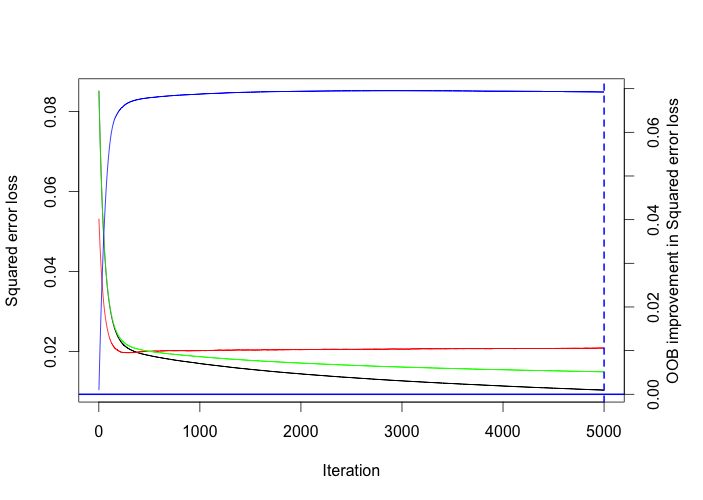 Squared error loss
0.02 0.04 0.06 0.08
0 1000 2000 3000 4000 5000
Iteration
0.00 0.02 0.04 0.06
OOB improvement in Squared error loss